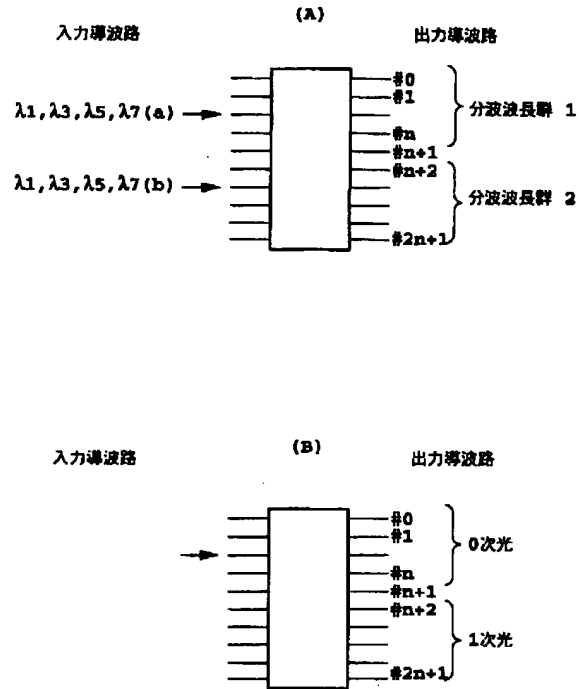 (A)
入力導波路
出力導波路
#0
#1
λ1,λ3,λ5,λ7(a)
分波波長群 1
#n
#n+1
#n+2
λ1,λ3,λ5,λ7(b)
分波波長群 2
#2n+1
(B)
入力導波路
出力導波路
#0
#1
0次光
#n
#n+1
#n+2
1次光
#2n+1